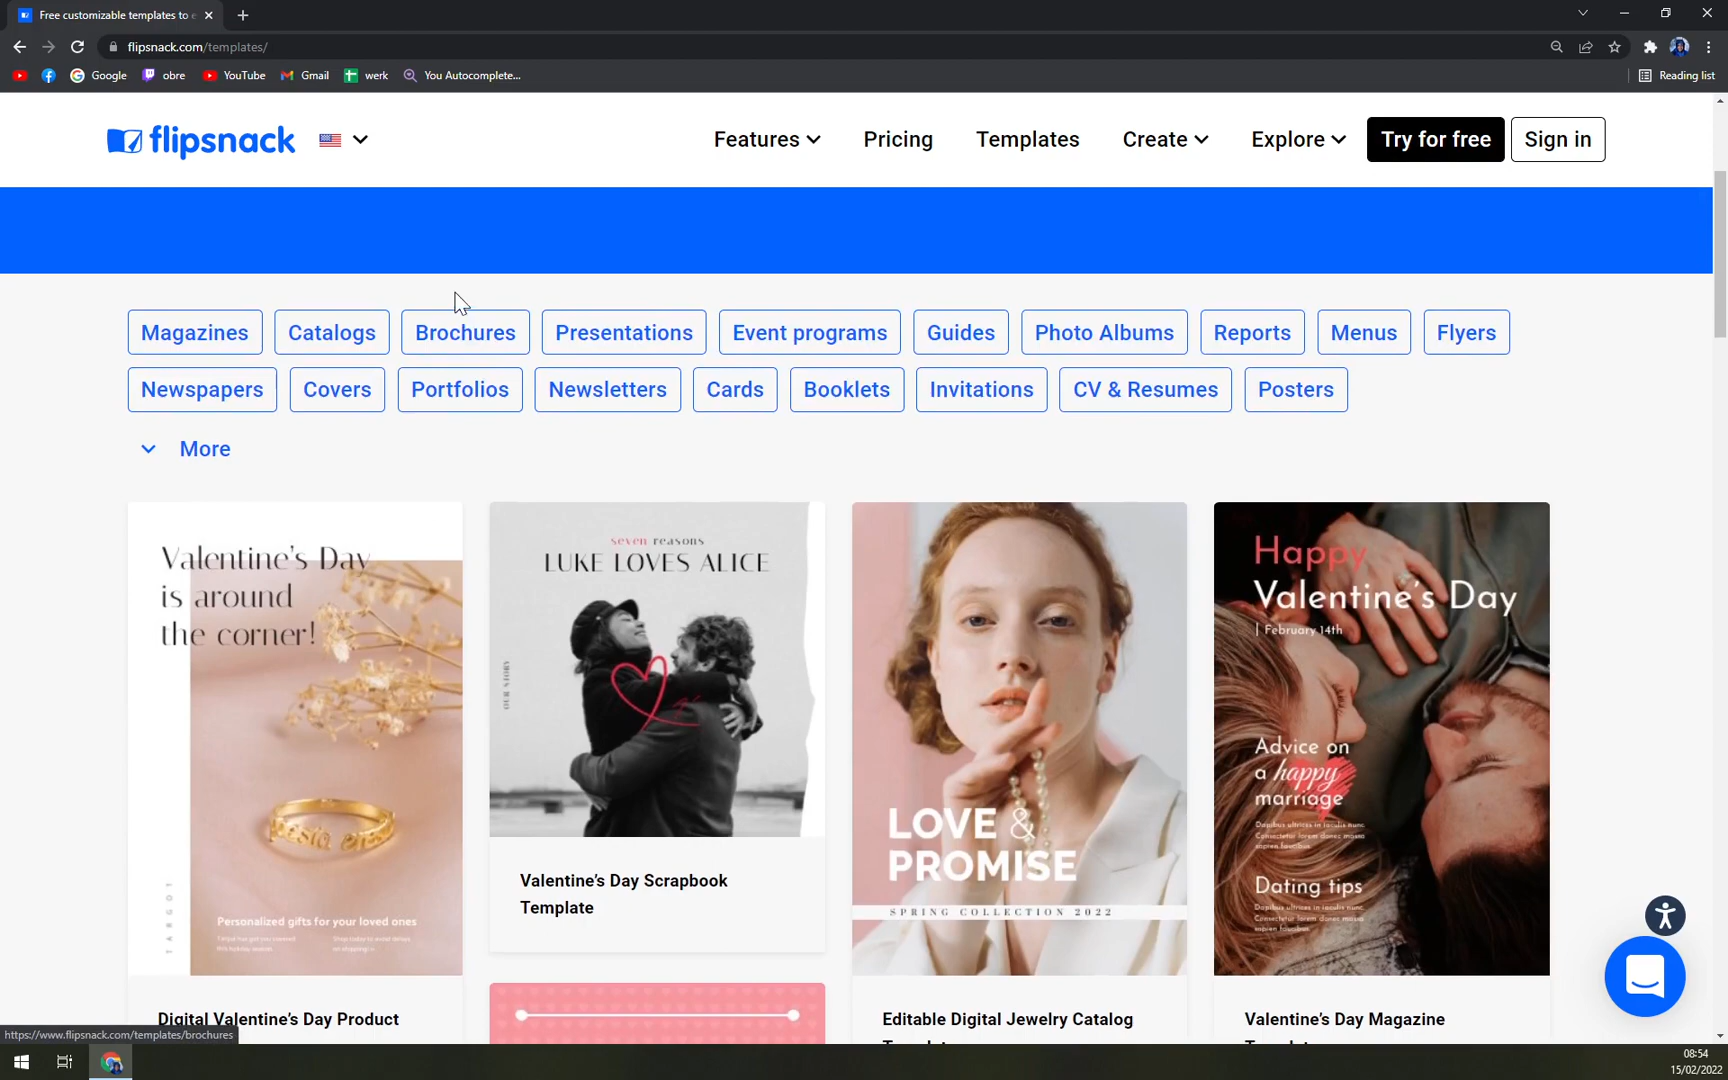 Free customizable templates to e
flipsnack.com/templates/
Google
obre
YouTube
Gmail
werk
You Autocomplete...
Reading list
flipsnack
Features
Pricing
Templates
Create
Explore
Try for free
Sign in
Magazines
Catalogs
Brochures
Presentations
Event programs
Guides
Photo Albums
Reports
Menus
Flyers
Newspapers
Covers
Portfolios
Newsletters
Cards
Booklets
Invitations
CV & Resumes
Posters
More
Valentine's Day
is around
the corner!
TARGOT
Personalized gifts for your loved ones
Digital Valentine's Day Product
seven reasons
LUKE LOVES ALICE
OUR STORY
Valentine's Day Scrapbook
Template
LOVE &
PROMISE
SPRING COLLECTION 2022
Editable Digital Jewelry Catalog
Happy
Valentine's Day
| February 14th
Advice on
a happy
marriage
Dating tips
Valentine's Day Magazine
https://www.flipsnack.com/templates/brochures
08:54
15/02/2022